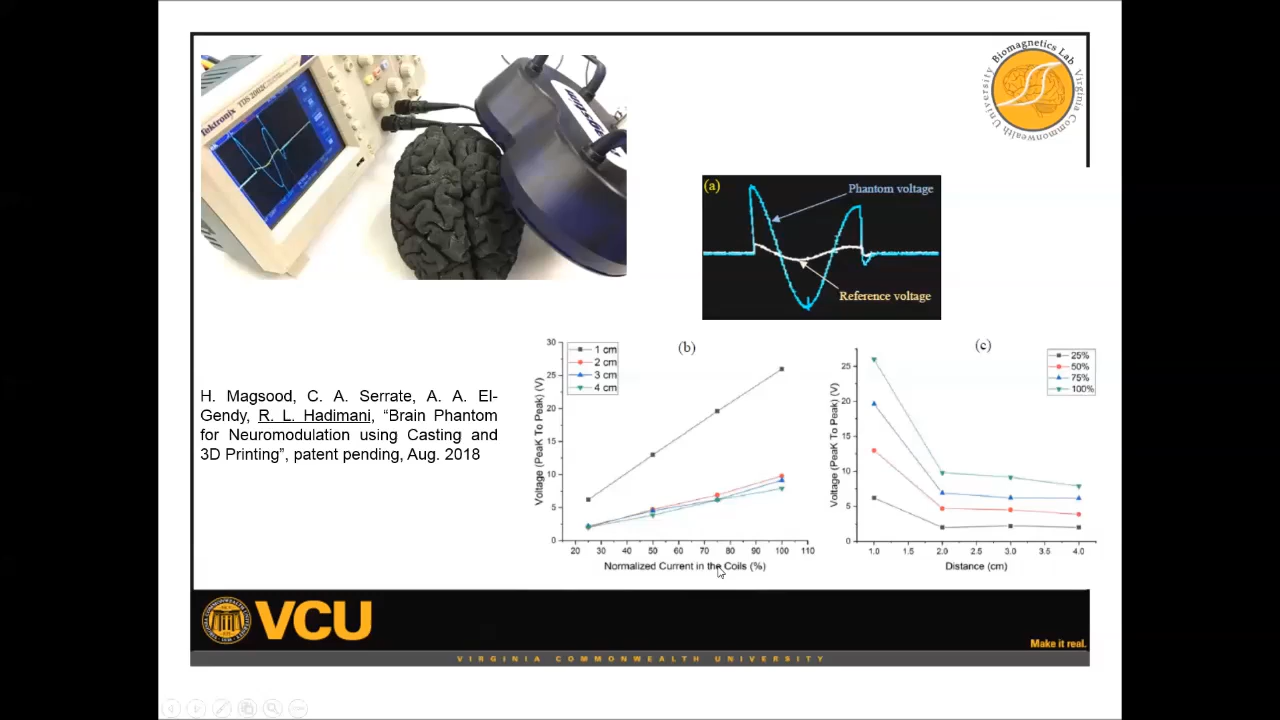 Tektronix TDS 2002C
Biomagnetics Lab Virginia Commonwealth University
(a)
Phantom voltage
Reference voltage
H. Magsood, C. A. Serrate, A. A. El-
Gendy, R. L. Hadimani, “Brain Phantom
for Neuromodulation using Casting and
3D Printing”, patent pending, Aug. 2018
(b)
1 cm
2 cm
3 cm
4 cm
Voltage (PeaK To Peak) (V)
30
25
20
15
10
5
0
20 30 40 50 60 70 80 90 100 110
Normalized Current in the Coils (%)
(c)
25%
50%
75%
100%
Voltage (PeaK To Peak) (V)
25
20
15
10
5
0
1.0 1.5 2.0 2.5 3.0 3.5 4.0
Distance (cm)
VCU
Make it real.
VIRGINIA COMMONWEALTH UNIVERSITY